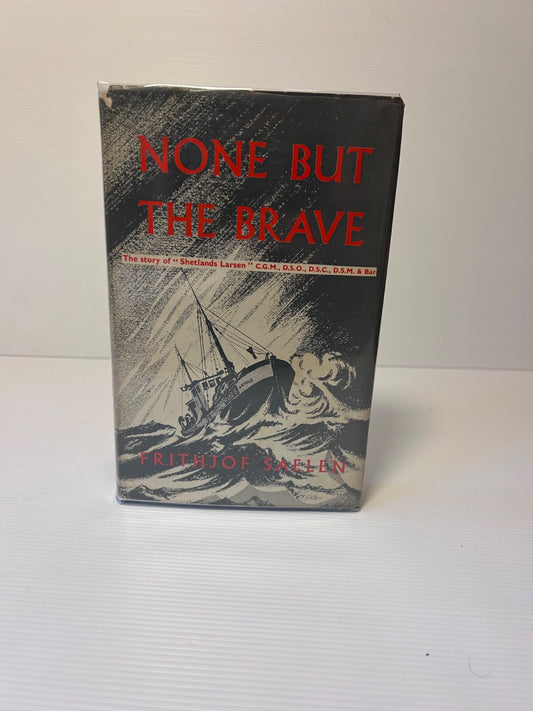 NONE BUT
THE BRAVE
The story of "Shetlands Larsen" C.G.M., D.S.O., D.S.C., D.S.M. & Bar
FRITHJOF SAELEN